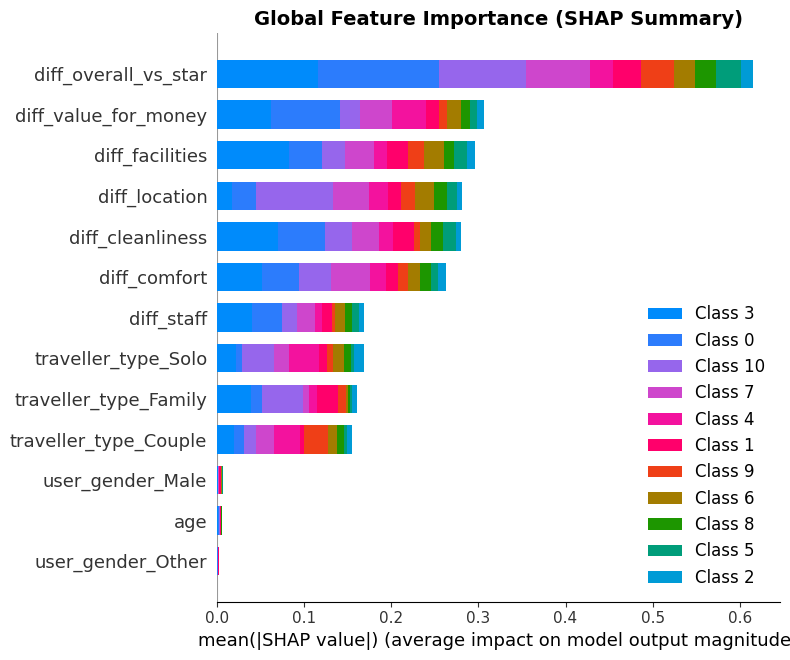 Global Feature Importance (SHAP Summary)
diff_overall_vs_star
diff_value_for_money
diff_facilities
diff_location
diff_cleanliness
diff_comfort
diff_staff
traveller_type_Solo
traveller_type_Family
traveller_type_Couple
user_gender_Male
age
user_gender_Other
Class 3
Class 0
Class 10
Class 7
Class 4
Class 1
Class 9
Class 6
Class 8
Class 5
Class 2
0.0 0.1 0.2 0.3 0.4 0.5 0.6
mean(|SHAP value|) (average impact on model output magnitude